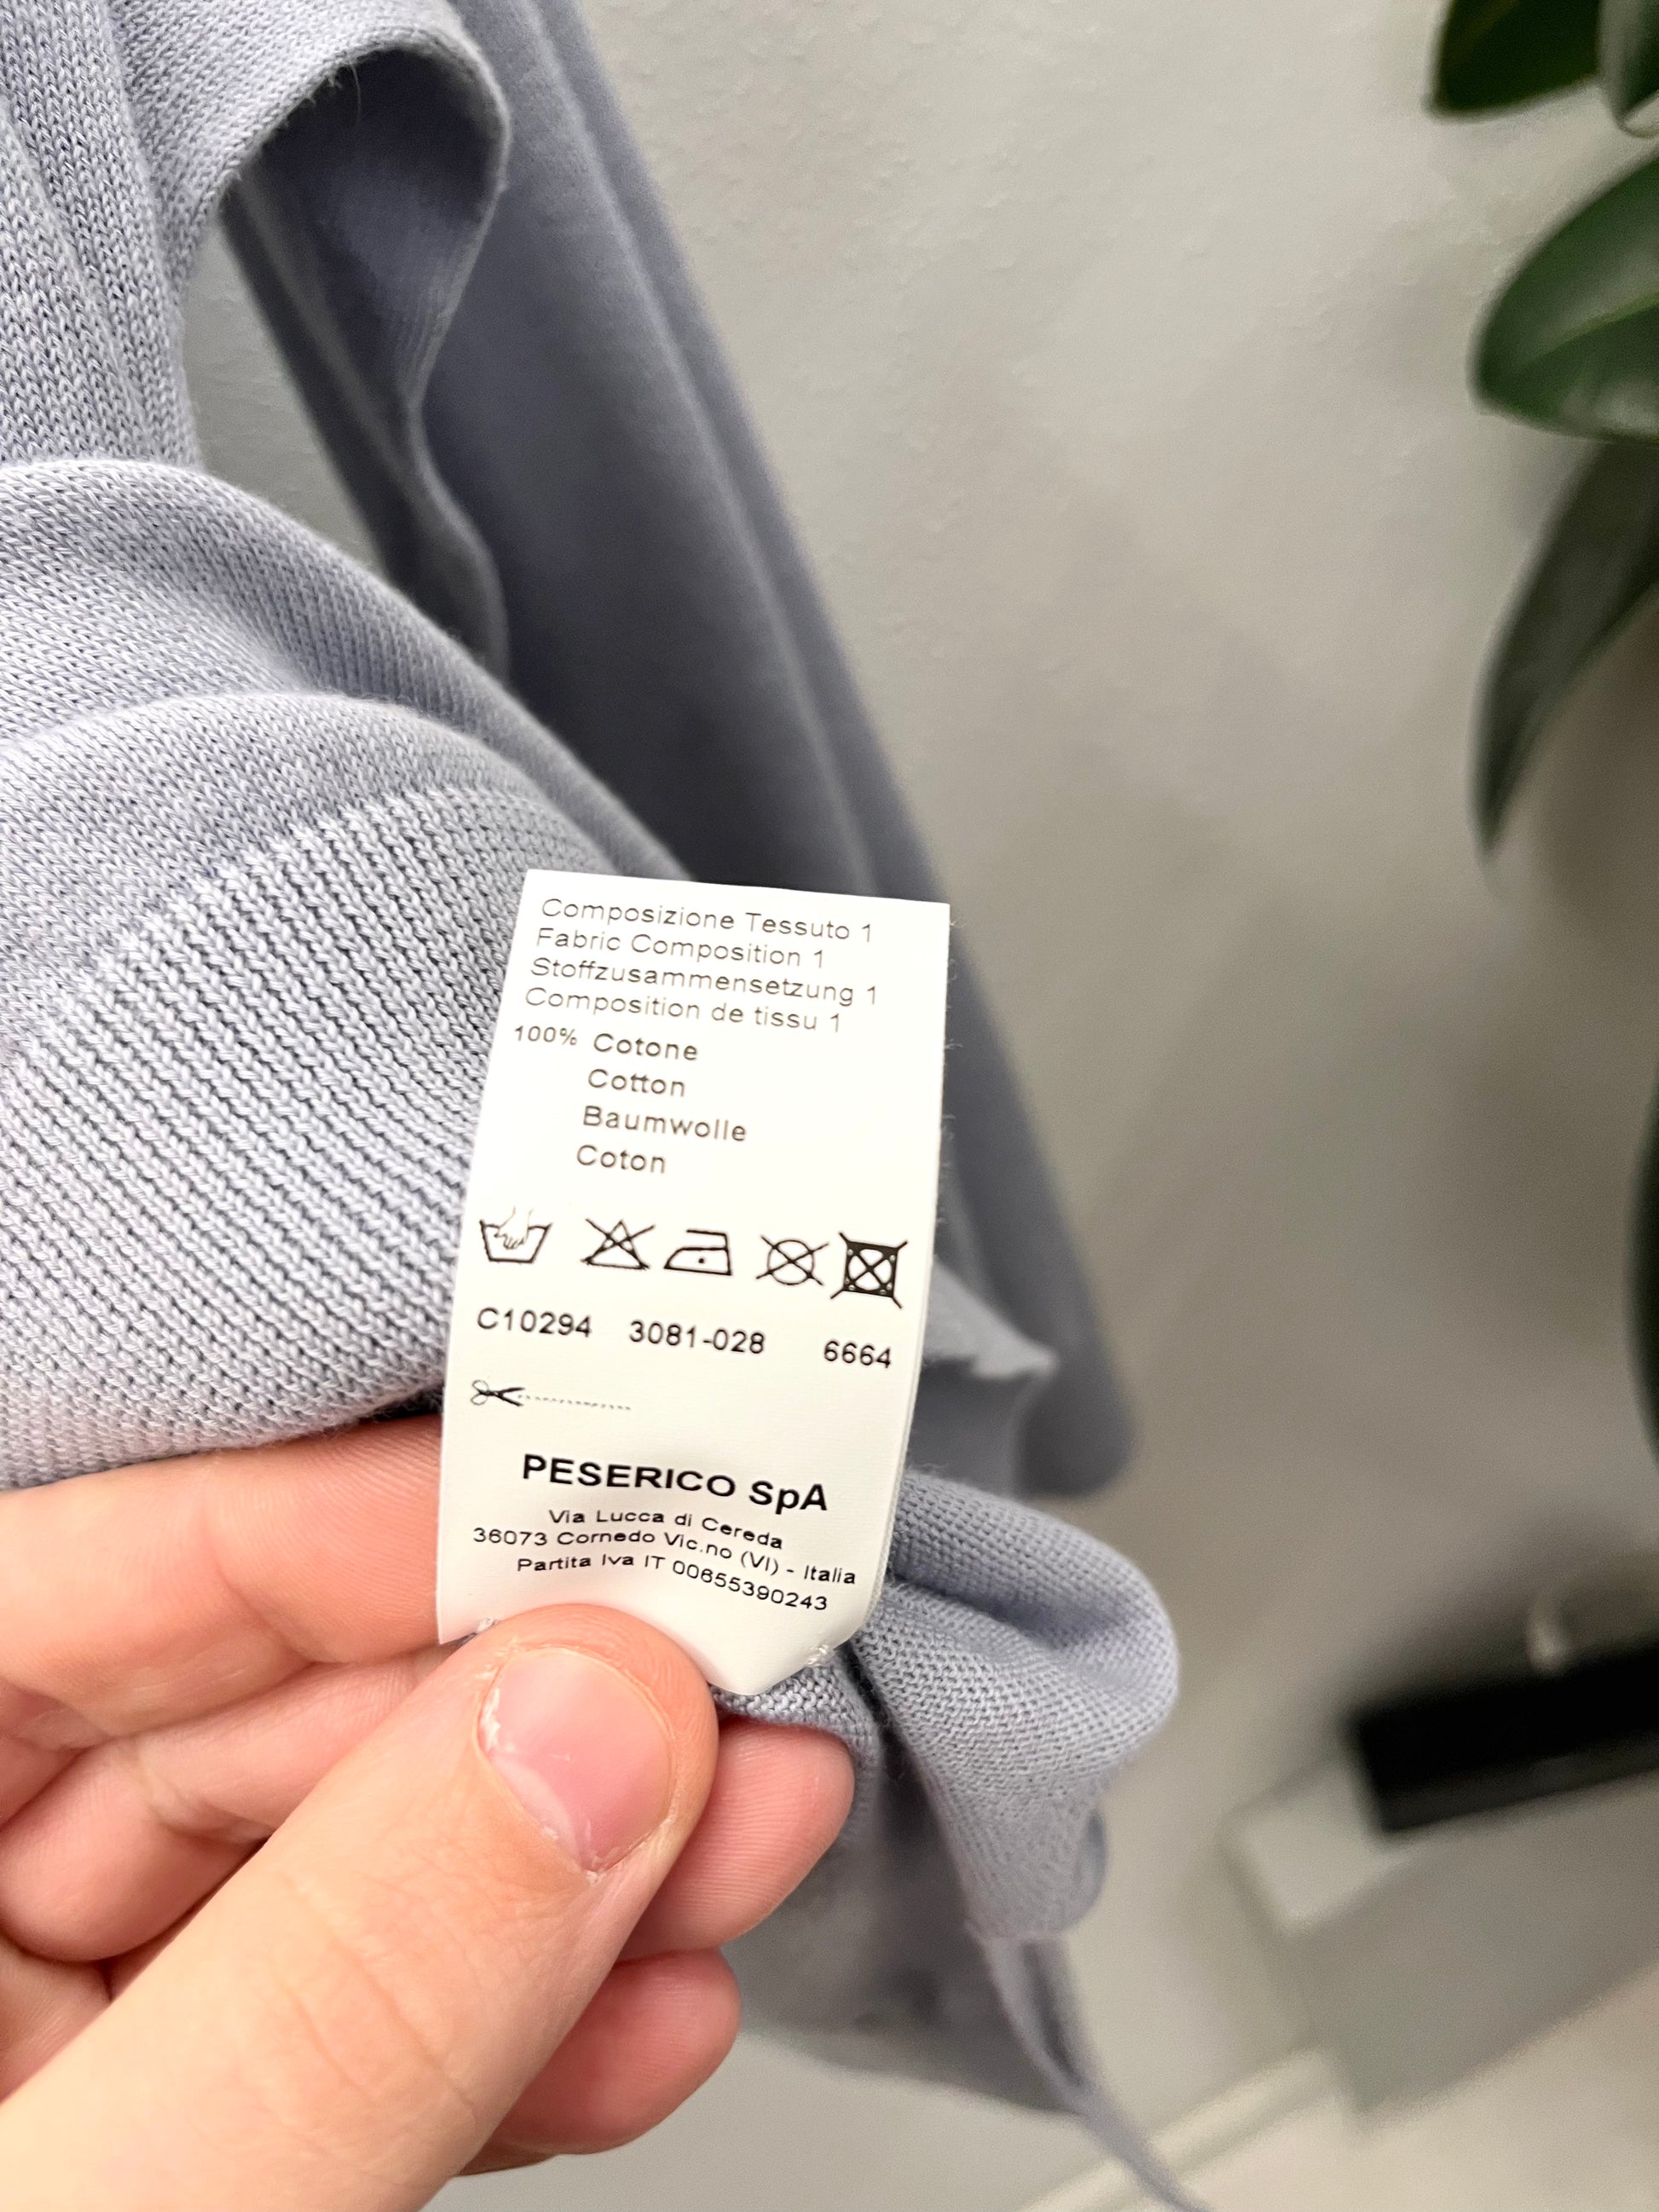 Composizione Tessuto 1
Fabric Composition 1
Stoffzusammensetzung 1
Composition de tissu 1
100% Cotone
Cotton
Baumwolle
Coton
C10294 3081-028 6664
PESERICO SpA
Via Lucca di Cereda
36073 Cornedo Vic.no (VI) - Italia
Partita Iva IT 00655390243